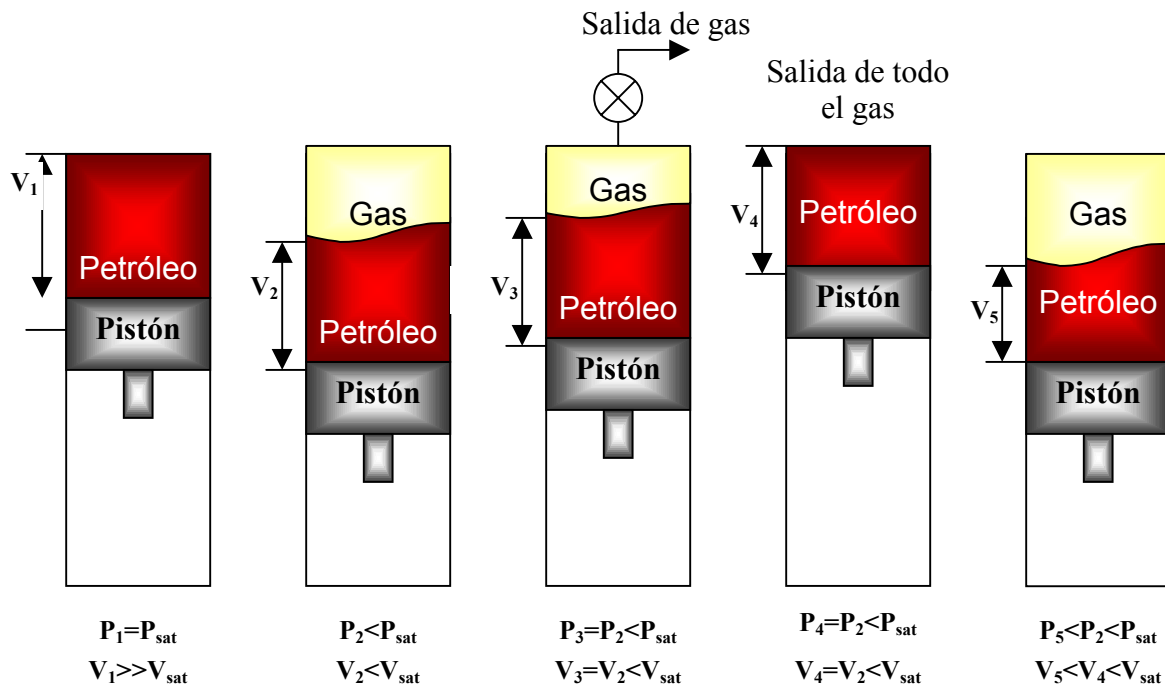 Salida de gas
Salida de todo
el gas
V1
Petróleo
Pistón
Gas
V2
Petróleo
Pistón
Gas
V3
Petróleo
Pistón
V4
Petróleo
Pistón
Gas
V5
Petróleo
Pistón
P1=Psat
V1>>Vsat
P2<Psat
V2<Vsat
P3=P2<Psat
V3=V2<Vsat
P4=P2<Psat
V4=V2<Vsat
P5<P2<Psat
V5<V4<Vsat